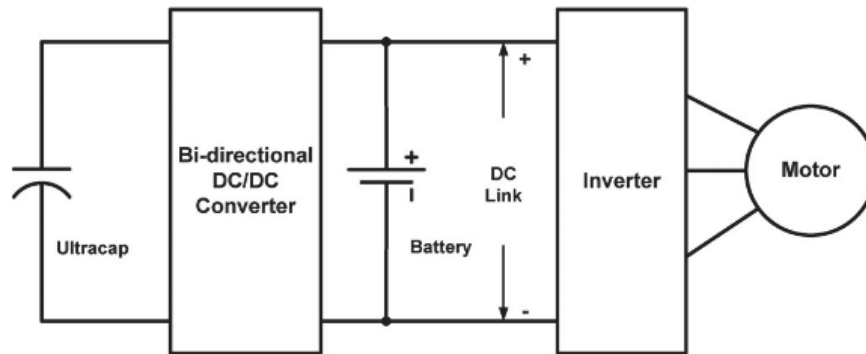 Ultracap
Bi-directional
DC/DC
Converter
+
Battery
+
DC
Link
-
Inverter
Motor